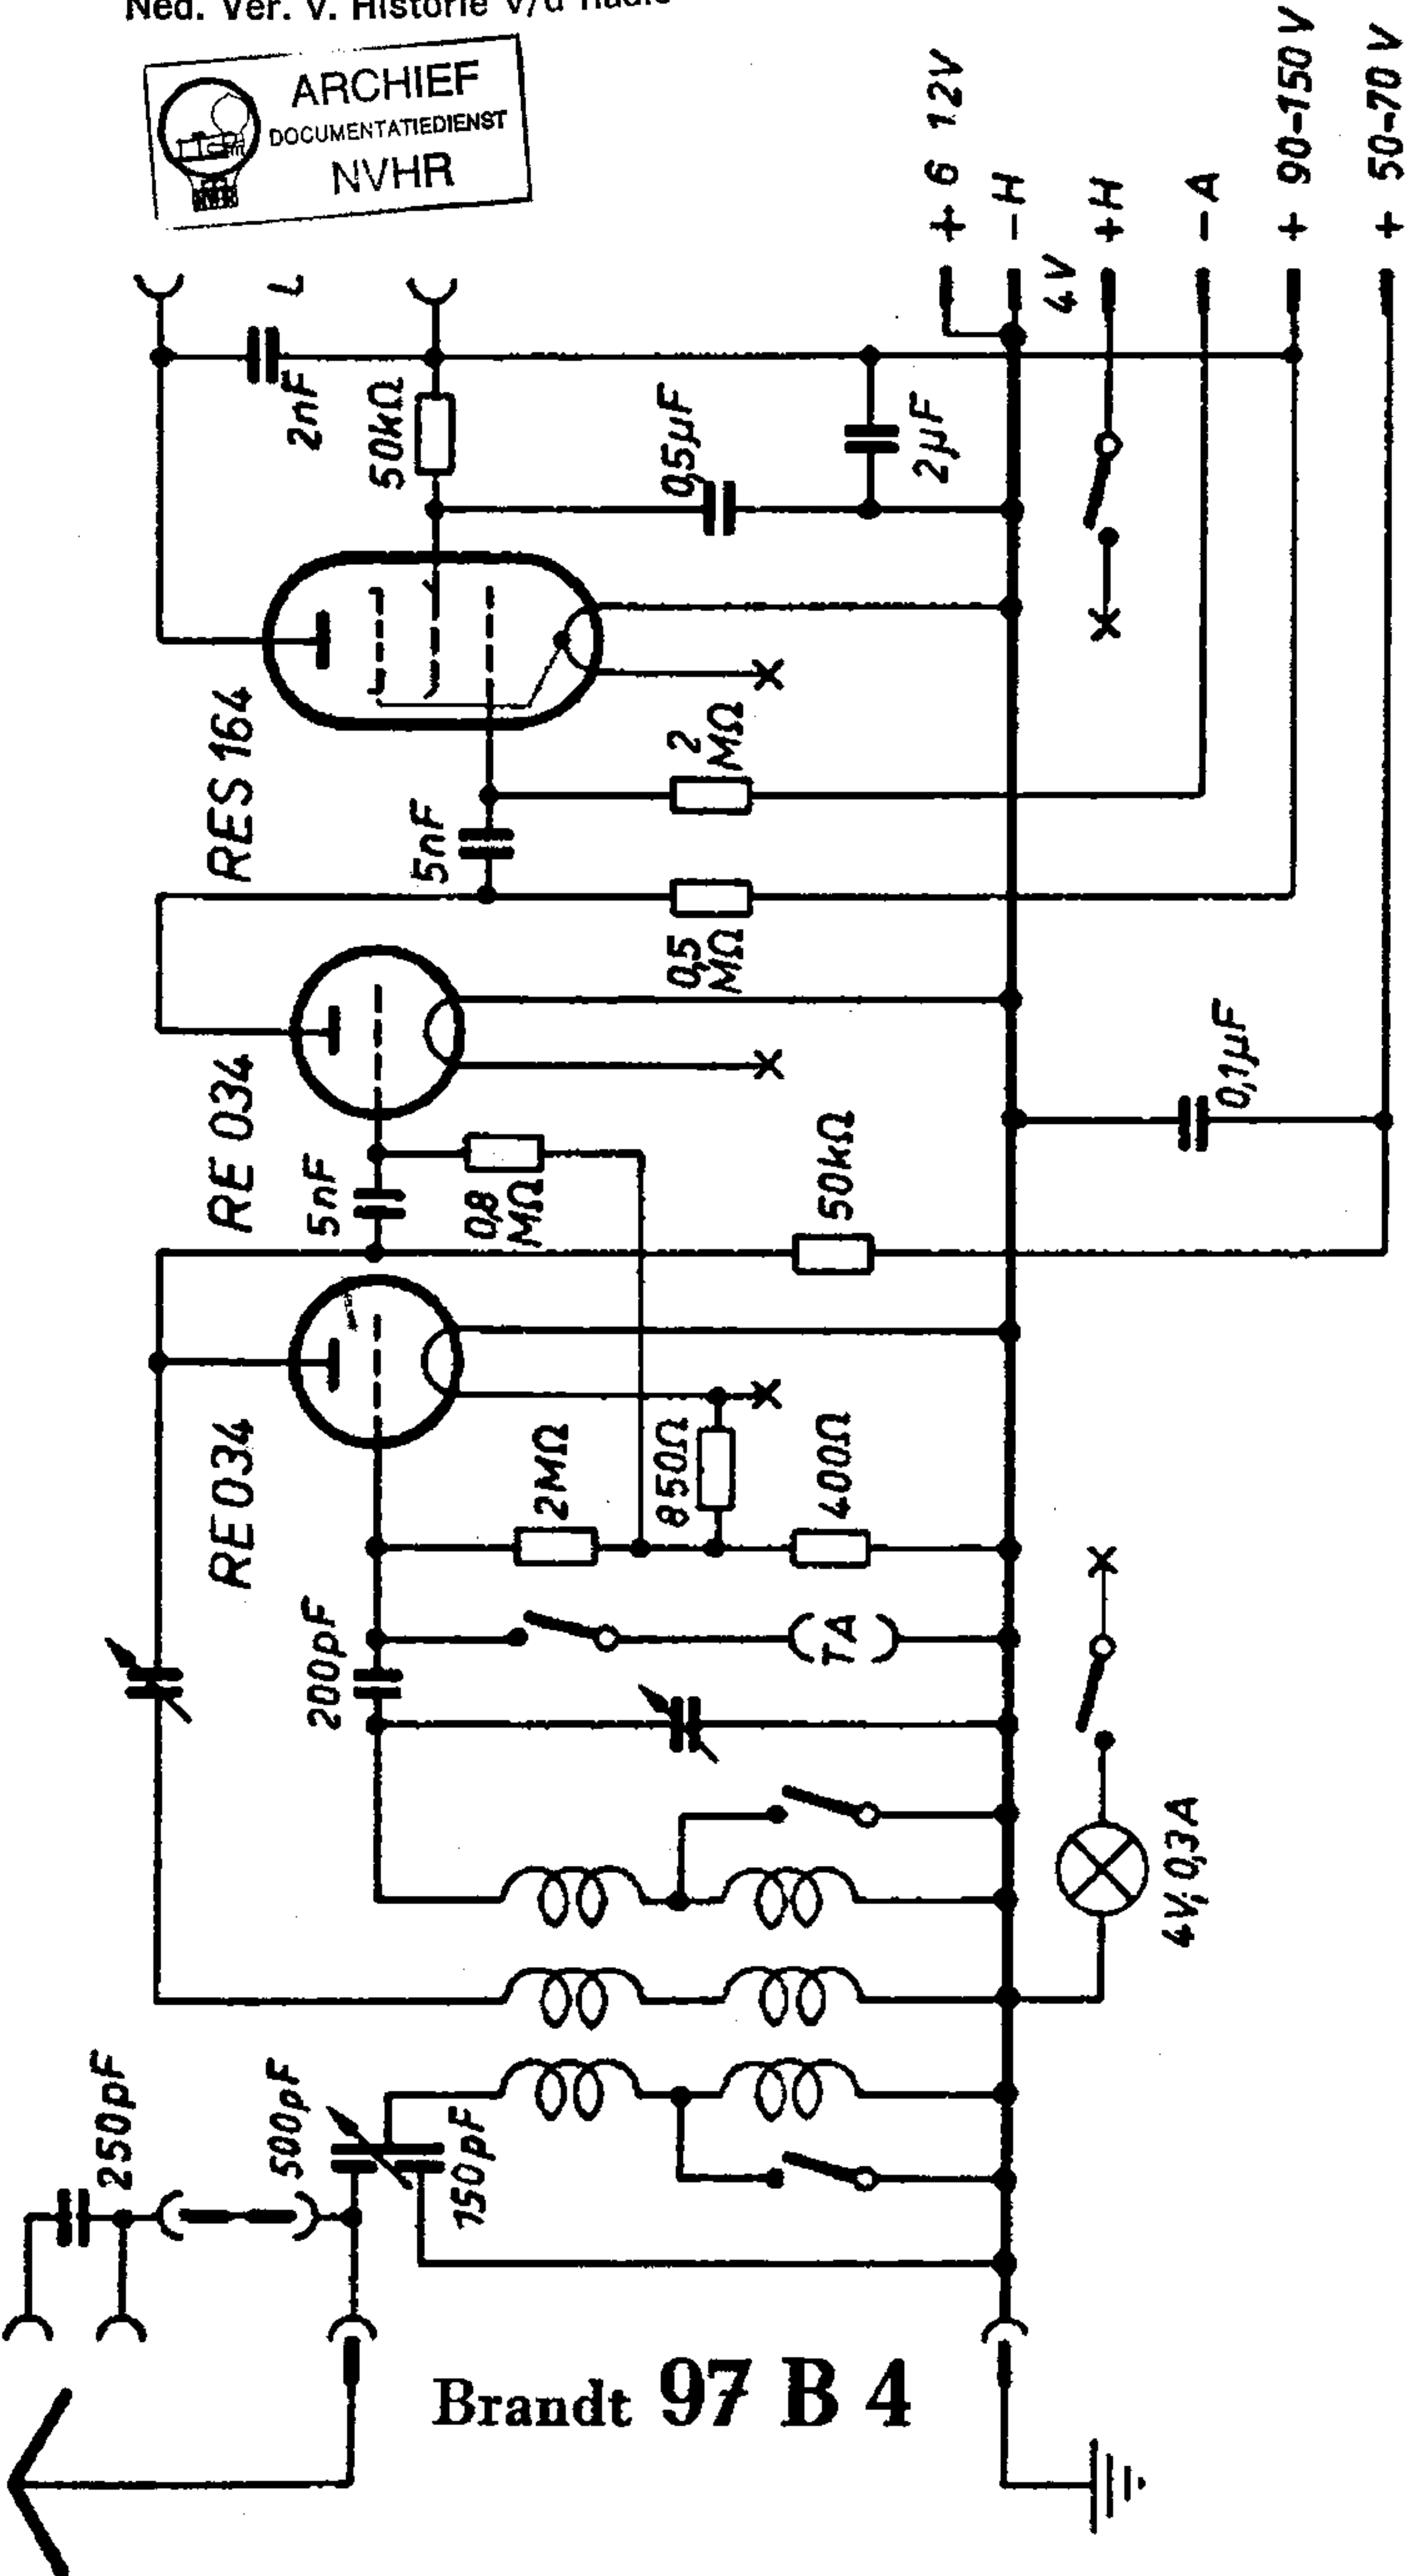 Ned. Ver. v. Historie v/d Radio
ARCHIEF
DOCUMENTATIEDIENST
NVHR
+ 6 12V
-H
4V
+H
-A
+ 90-150 V
+ 50-70 V
L
2nF
50kΩ
0,5µF
2µF
RES 164
5nF
2
MΩ
0,5
MΩ
RE 034
5nF
0,8
MΩ
50kΩ
0,1µF
RE 034
2MΩ
850Ω
400Ω
200pF
TA
4V; 0,3A
250pF
500pF
150pF
Brandt 97 B 4